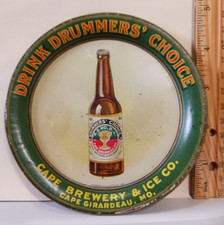 DRINK DRUMMERS' CHOICE
CAPE BREWERY & ICE CO.
CAPE GIRARDEAU, MO.